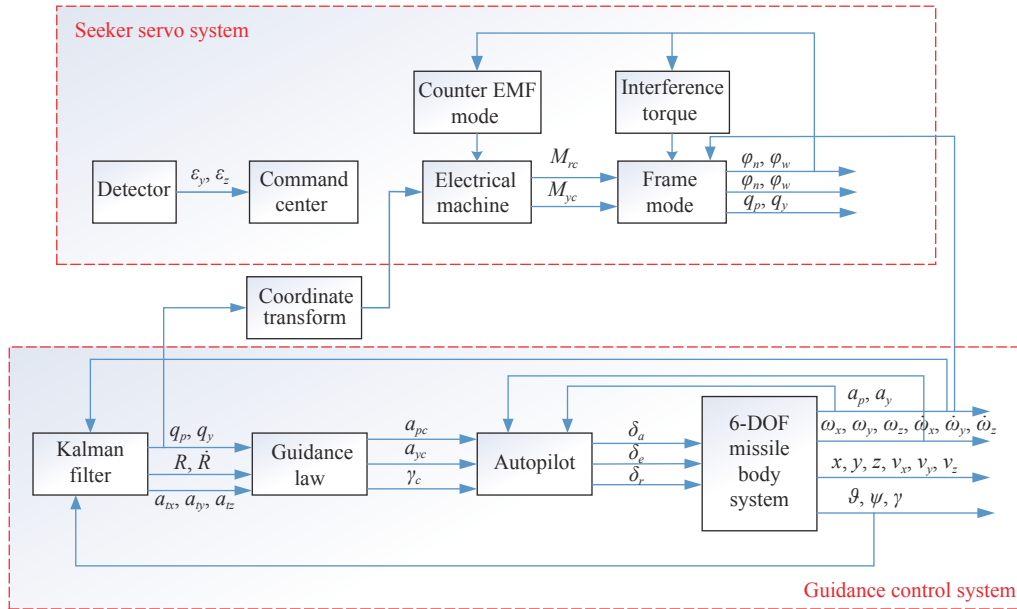 Seeker servo system
Counter EMF
mode
Interference
torque
Detector
εy, εz
Command
center
Electrical
machine
Mrc
Myc
Frame
mode
φn, φw
φn, φw
qp, qy
Coordinate
transform
Kalman
filter
qp, qy
R, Ṙ
atx, aty, atz
Guidance
law
apc
ayc
γc
Autopilot
δa
δe
δr
6-DOF
missile
body
system
ap, ay
ωx, ωy, ωz, ω̇x, ω̇y, ω̇z
x, y, z, vx, vy, vz
ϑ, ψ, γ
Guidance control system